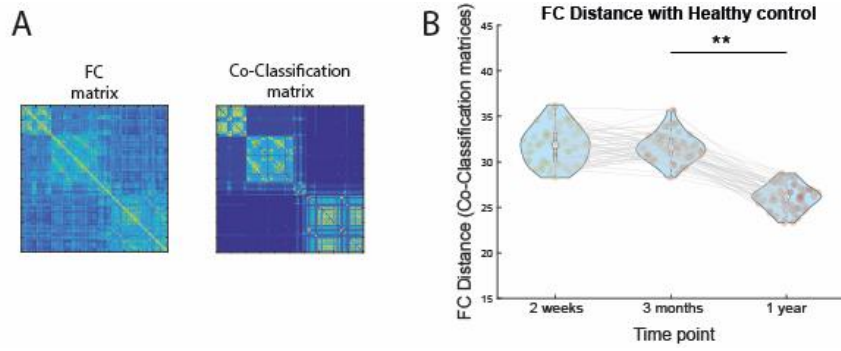 A
FC
matrix
Co-Classification
matrix
B
FC Distance with Healthy control
**
FC Distance (Co-Classification matrices)
45
40
35
30
25
20
15
2 weeks
3 months
1 year
Time point